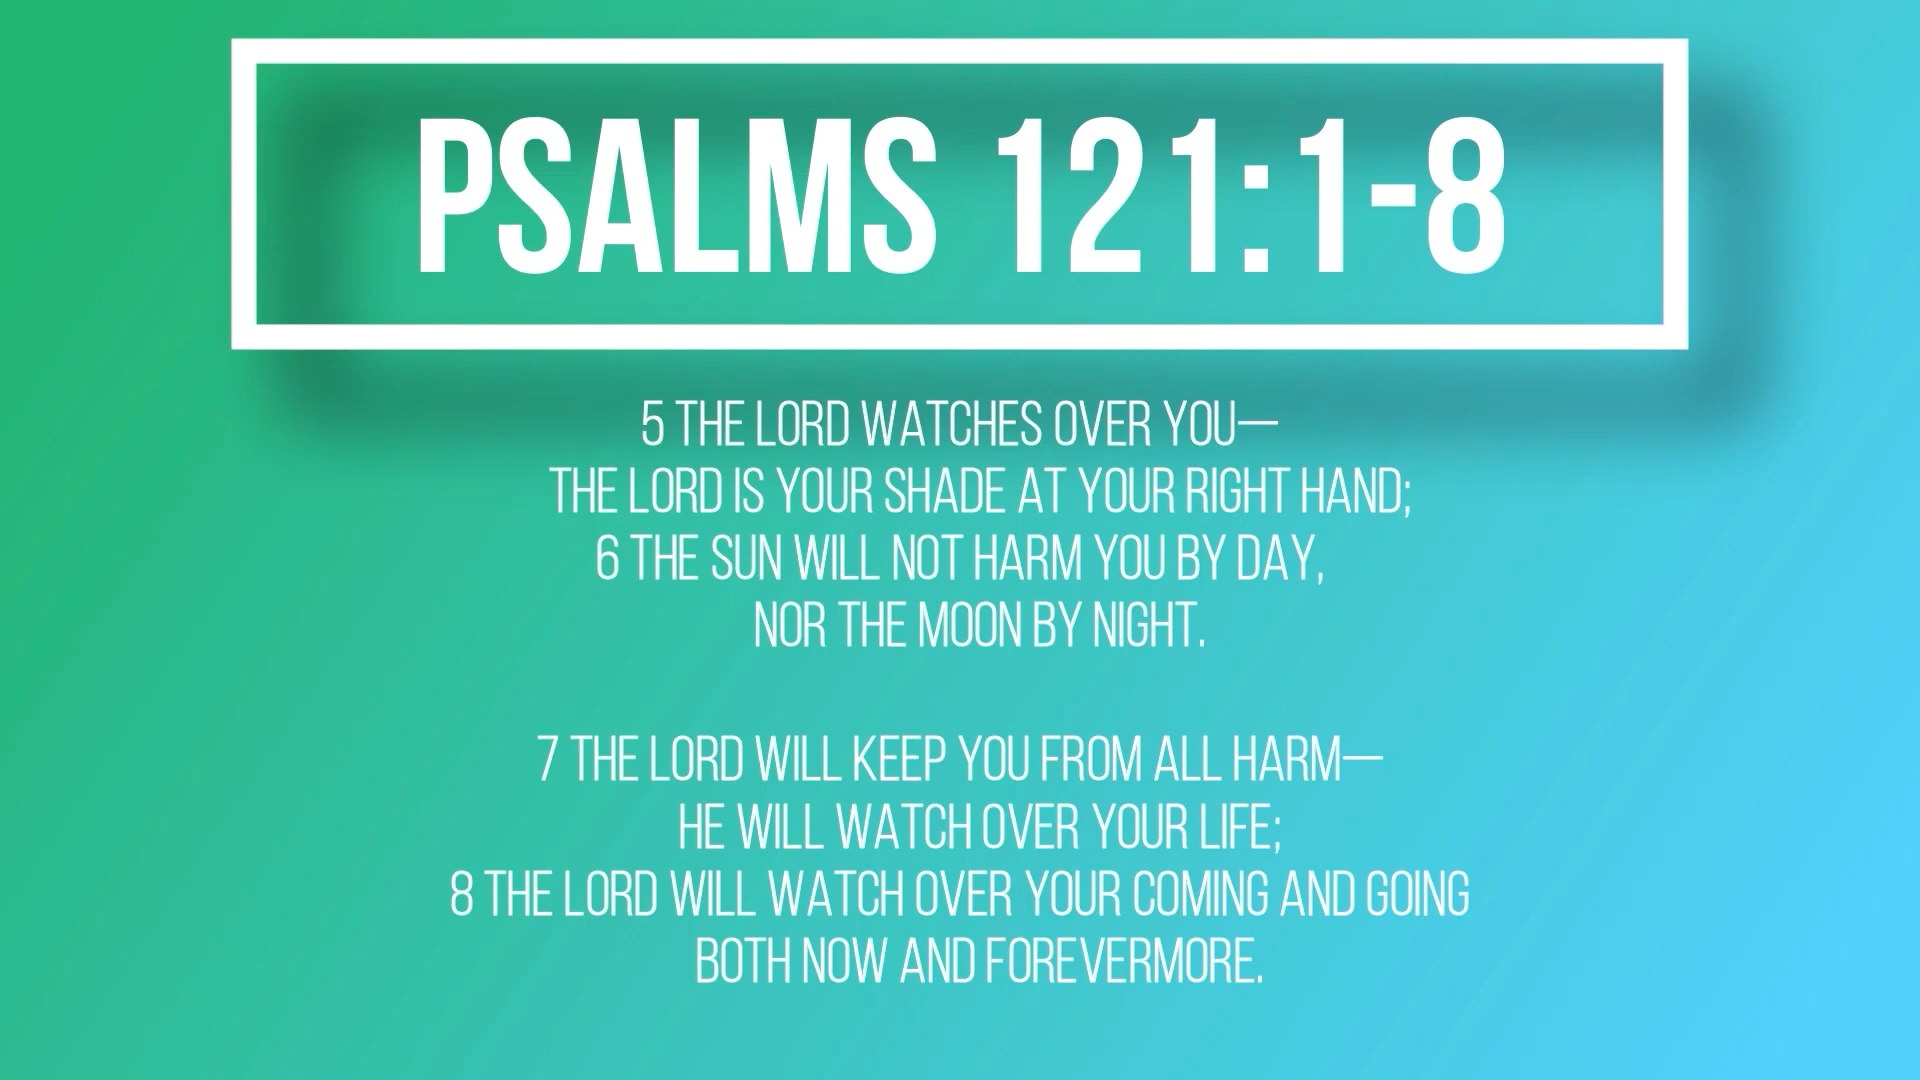 PSALMS 121:1-8
5 THE LORD WATCHES OVER YOU—
THE LORD IS YOUR SHADE AT YOUR RIGHT HAND;
6 THE SUN WILL NOT HARM YOU BY DAY,
NOR THE MOON BY NIGHT.
7 THE LORD WILL KEEP YOU FROM ALL HARM—
HE WILL WATCH OVER YOUR LIFE;
8 THE LORD WILL WATCH OVER YOUR COMING AND GOING
BOTH NOW AND FOREVERMORE.